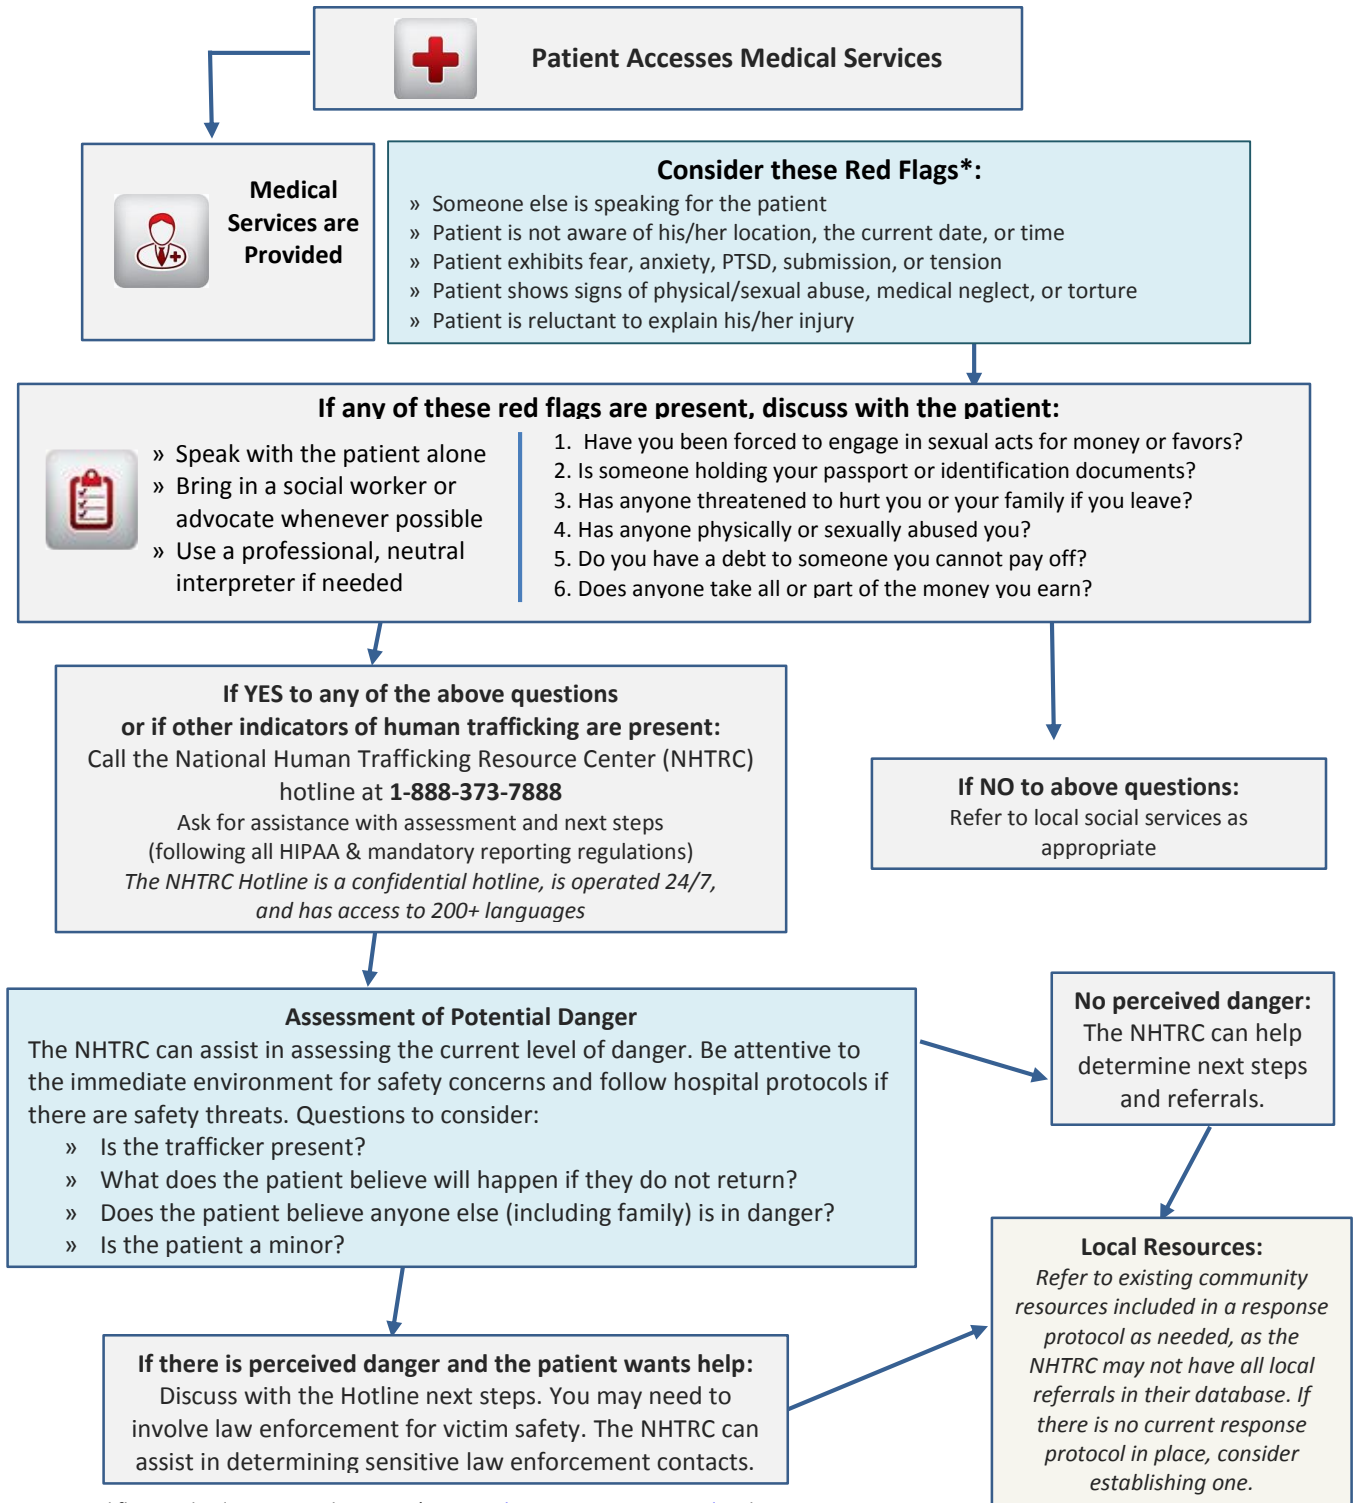 Patient Accesses Medical Services
Medical
Services are
Provided
Consider these Red Flags*:
» Someone else is speaking for the patient
» Patient is not aware of his/her location, the current date, or time
» Patient exhibits fear, anxiety, PTSD, submission, or tension
» Patient shows signs of physical/sexual abuse, medical neglect, or torture
» Patient is reluctant to explain his/her injury
If any of these red flags are present, discuss with the patient:
» Speak with the patient alone
» Bring in a social worker or
advocate whenever possible
» Use a professional, neutral
interpreter if needed
1. Have you been forced to engage in sexual acts for money or favors?
2. Is someone holding your passport or identification documents?
3. Has anyone threatened to hurt you or your family if you leave?
4. Has anyone physically or sexually abused you?
5. Do you have a debt to someone you cannot pay off?
6. Does anyone take all or part of the money you earn?
If YES to any of the above questions
or if other indicators of human trafficking are present:
Call the National Human Trafficking Resource Center (NHTRC)
hotline at 1-888-373-7888
Ask for assistance with assessment and next steps
(following all HIPAA & mandatory reporting regulations)
The NHTRC Hotline is a confidential hotline, is operated 24/7,
and has access to 200+ languages
If NO to above questions:
Refer to local social services as
appropriate
Assessment of Potential Danger
The NHTRC can assist in assessing the current level of danger. Be attentive to
the immediate environment for safety concerns and follow hospital protocols if
there are safety threats. Questions to consider:
» Is the trafficker present?
» What does the patient believe will happen if they do not return?
» Does the patient believe anyone else (including family) is in danger?
» Is the patient a minor?
No perceived danger:
The NHTRC can help
determine next steps
and referrals.
If there is perceived danger and the patient wants help:
Discuss with the Hotline next steps. You may need to
involve law enforcement for victim safety. The NHTRC can
assist in determining sensitive law enforcement contacts.
Local Resources:
Refer to existing community
resources included in a response
protocol as needed, as the
NHTRC may not have all local
referrals in their database. If
there is no current response
protocol in place, consider
establishing one.